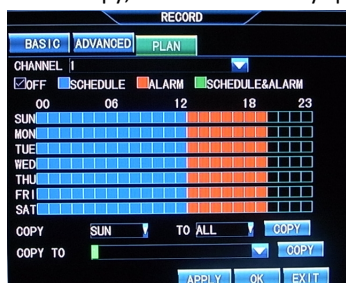 RECORD
BASIC ADVANCED PLAN
CHANNEL 1
OFF SCHEDULE ALARM SCHEDULE&ALARM
00 06 12 18 23
SUN
MON
TUE
WED
THU
FRI
SAT
COPY SUN TO ALL COPY
COPY TO COPY
APPLY OK EXIT